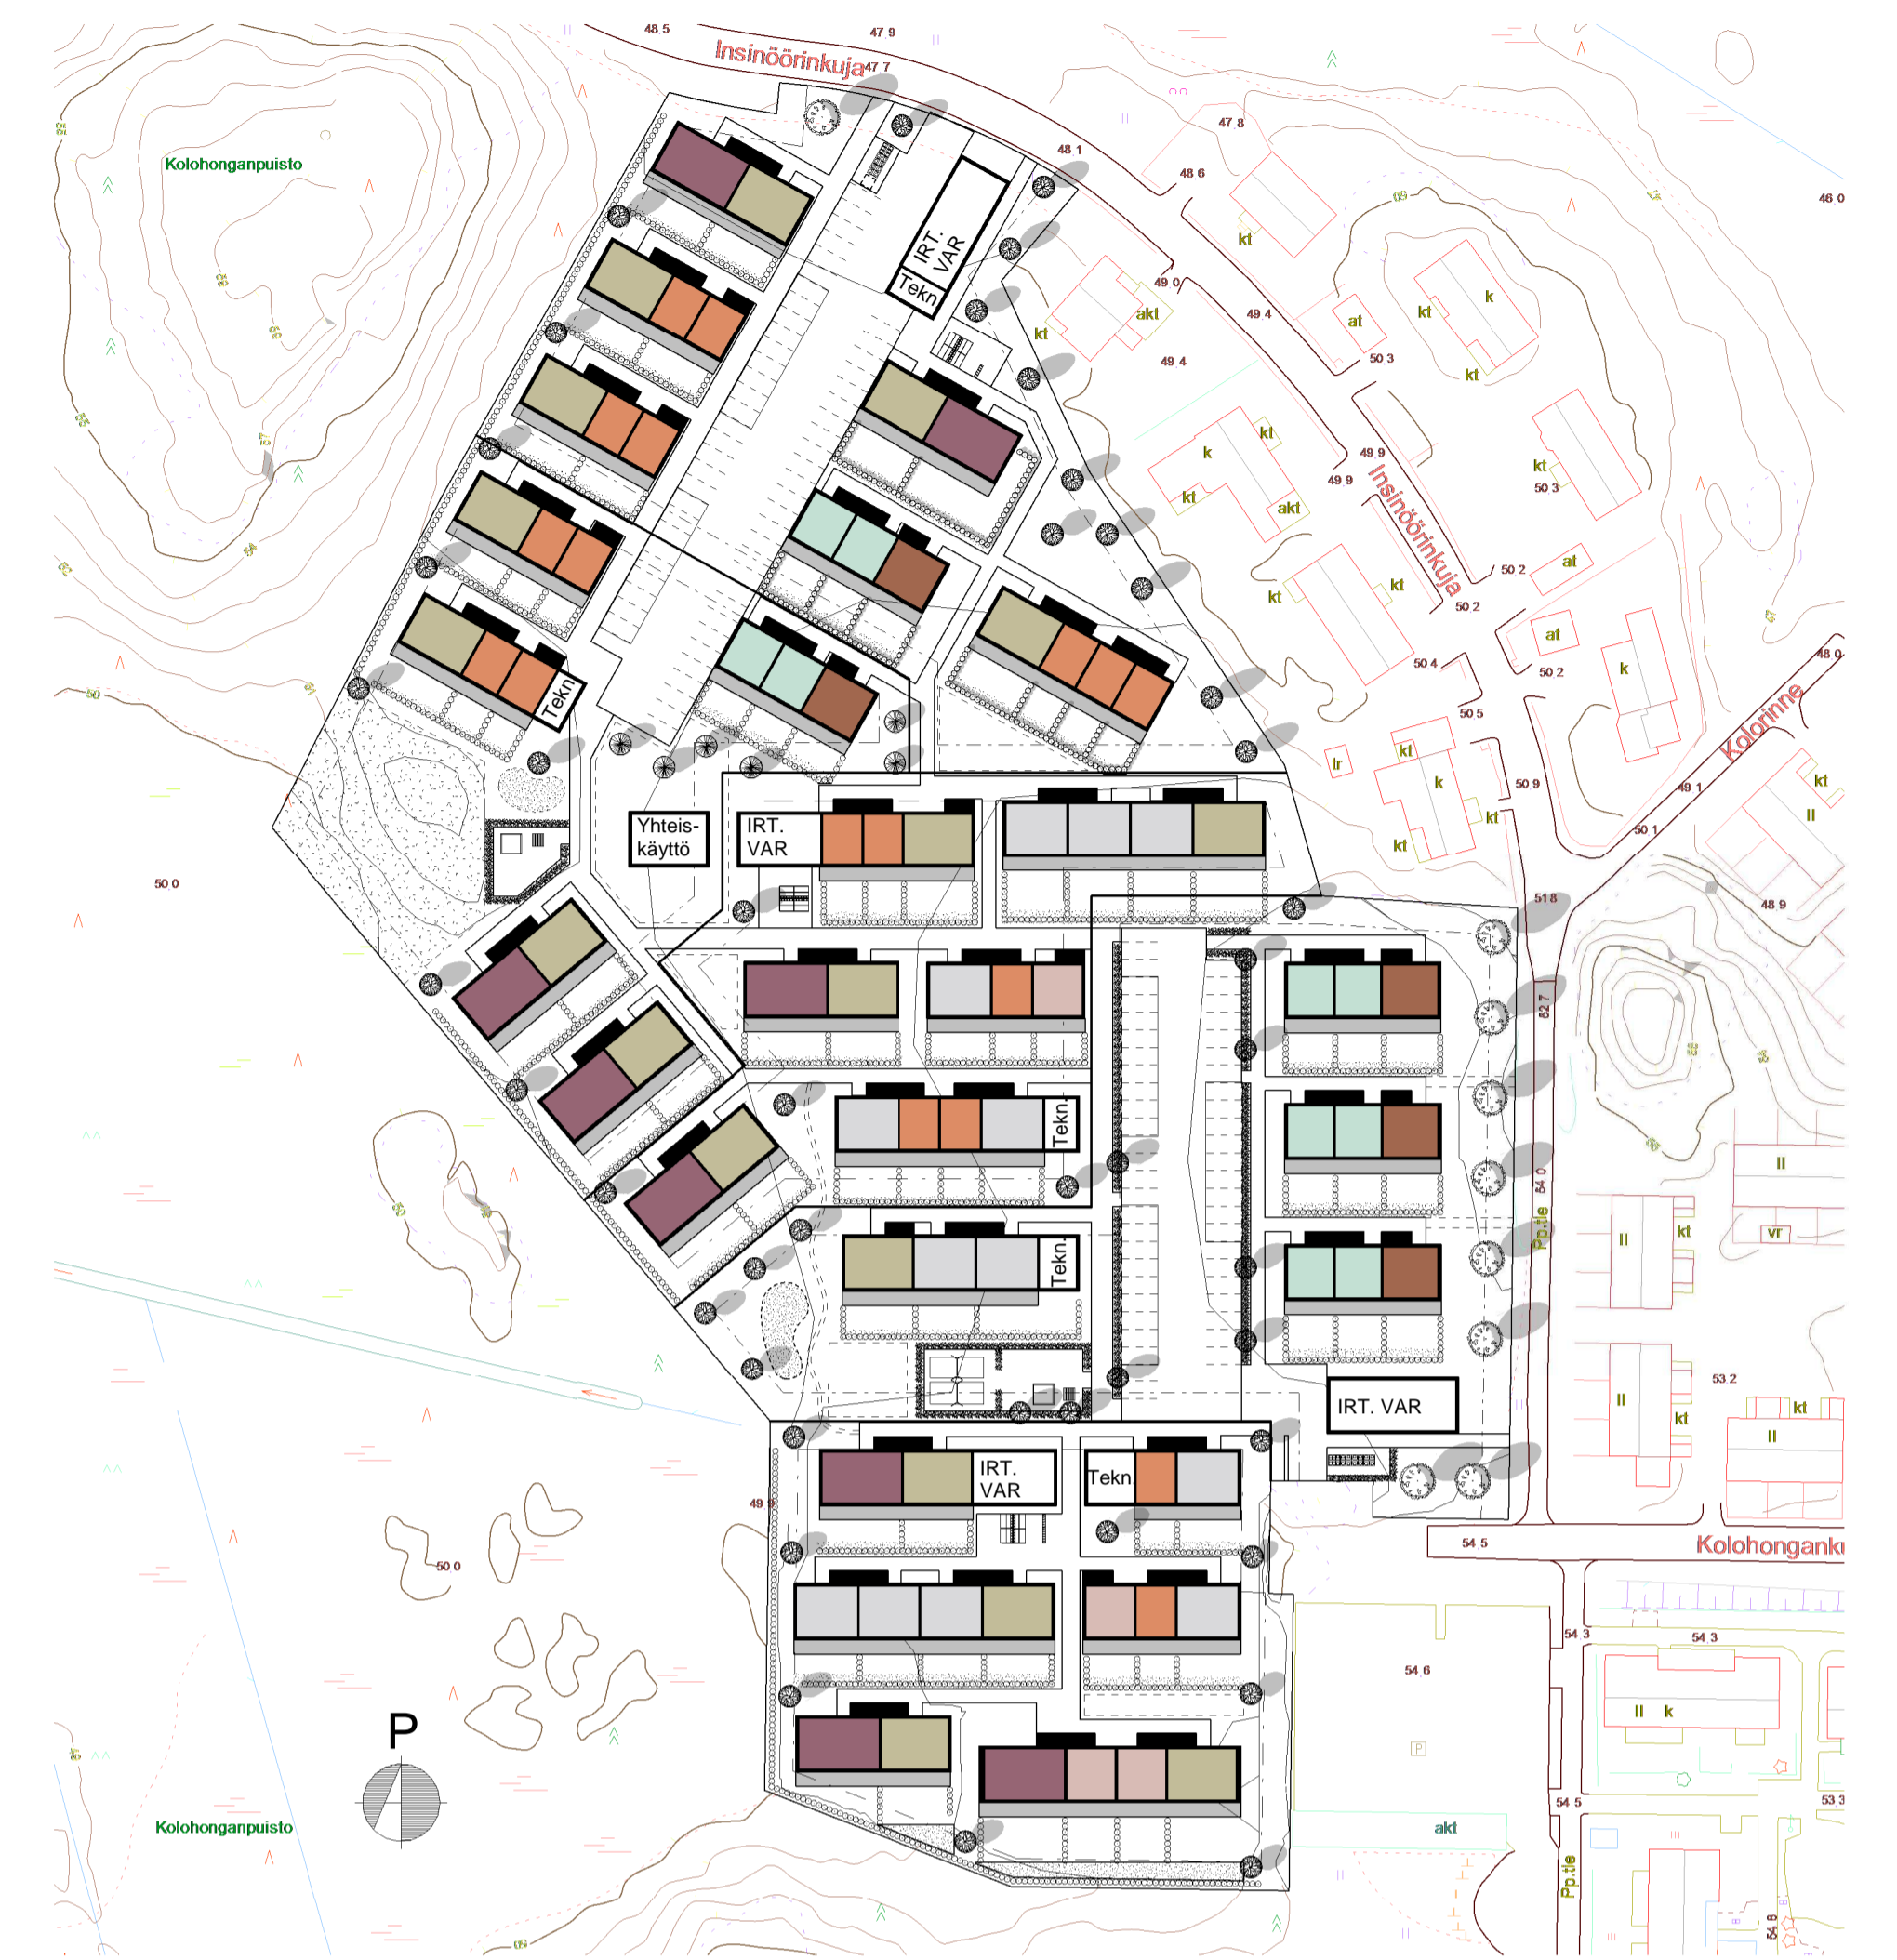 48.5
47.9
Insinöörinkuja
47.7
47.8
48.1
48.6
46.0
Kolohonganpuisto
IRT.
VAR
Tekn
kt
kt
akt
49.0
49.4
at
50.3
kt
k
kt
49.4
k
kt
kt
akt
49.9
49.9
Insinöörinkuja
kt
50.3
kt
kt
50.2
at
50.2
at
50.4
50.2
k
48.0
Kolorinne
50.5
Tekn
tr
kt
k
kt
kt
50.9
49.1
50.1
kt
II
Yhteis-
käyttö
IRT.
VAR
50.0
51.8
48.9
52.7
Tekn.
54.0
Pp.tie
II
II
kt
vr
Tekn.
IRT. VAR
II
kt
kt
kt
II
53.2
IRT.
VAR
Tekn
49.9
50.0
54.5
Kolohonganku
54.3
54.3
54.6
II
k
P
P
54.5
53.3
Kolohonganpuisto
akt
Pp.tie
54.8